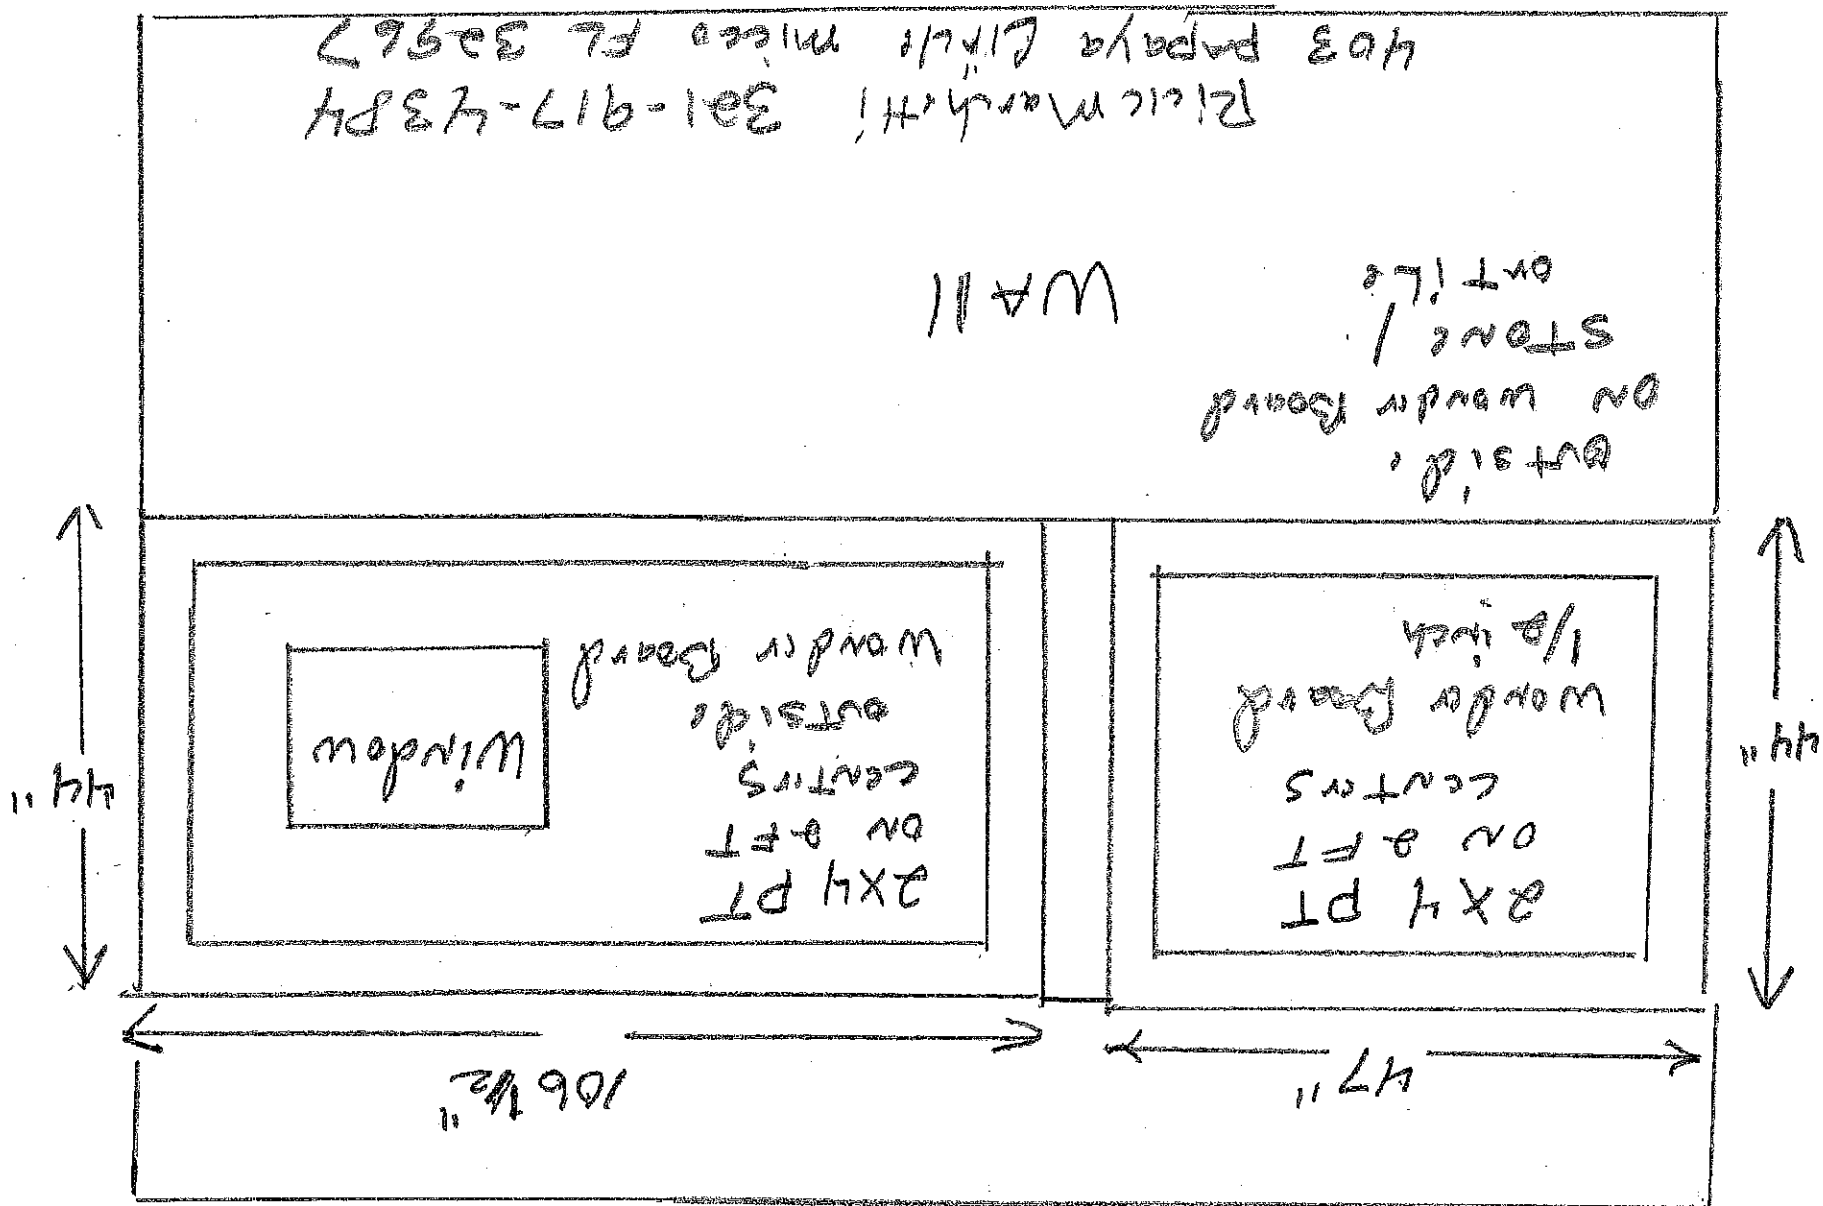 47"
106 1/2"
2X4 PT
ON 2 FT
centers
wonder Board
1/2 inch
2X4 PT
ON 2 FT
centers
outside
Wonder Board
Window
44"
44"
outside
ON wonder Board
STONE /
or TiLe
WAll
Rick Marchetti 321-917-4384
403 papaya Circle micco FL 32967